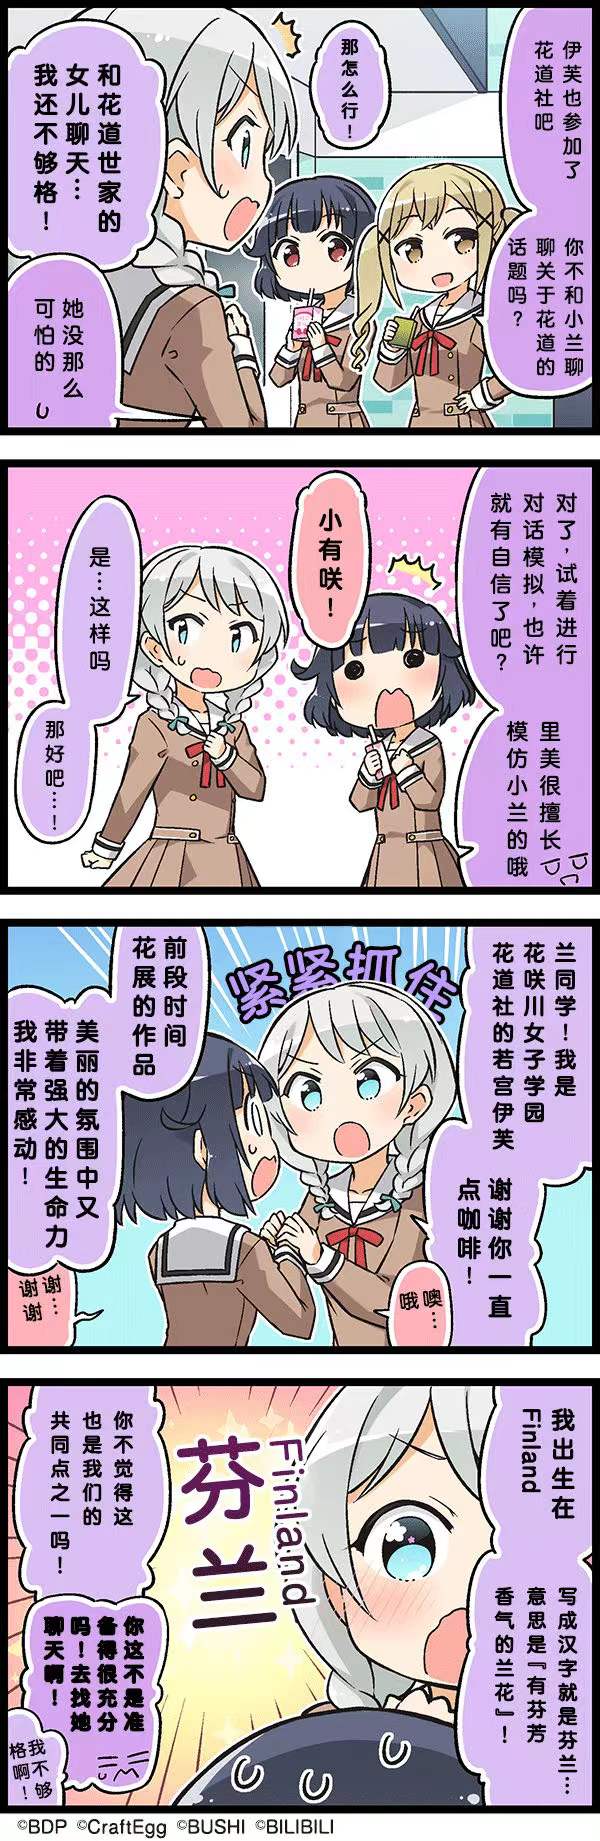 伊芙也参加了
花道社吧
你不和小兰聊
聊关于花道的
话题吗？
那怎么行！
和花道世家的
女儿聊天…
我还不够格！
她没那么
可怕的
对了，试着进行
对话模拟，也许
就有自信了吧？
里美很擅长
模仿小兰的哦
小有咲！
是…这样吗
那好吧…！
兰同学！我是
花咲川女子学园
花道社的若宫伊芙
谢谢你一直
点咖啡！
紧紧抓住
哦噢…
前段时间
花展的作品
美丽的氛围中又
带着强大的生命力
我非常感动！
谢…
谢谢
我出生在
Finland
写成汉字就是芬兰…
意思是『有芬芳
香气的兰花』！
Finland
芬兰
你不觉得这
也是我们的
共同点之一吗！
你这不是准
备得很充分
吗！去找她
聊天啊！
我不够
格啊！
©BDP ©CraftEgg ©BUSHI ©BILIBILI